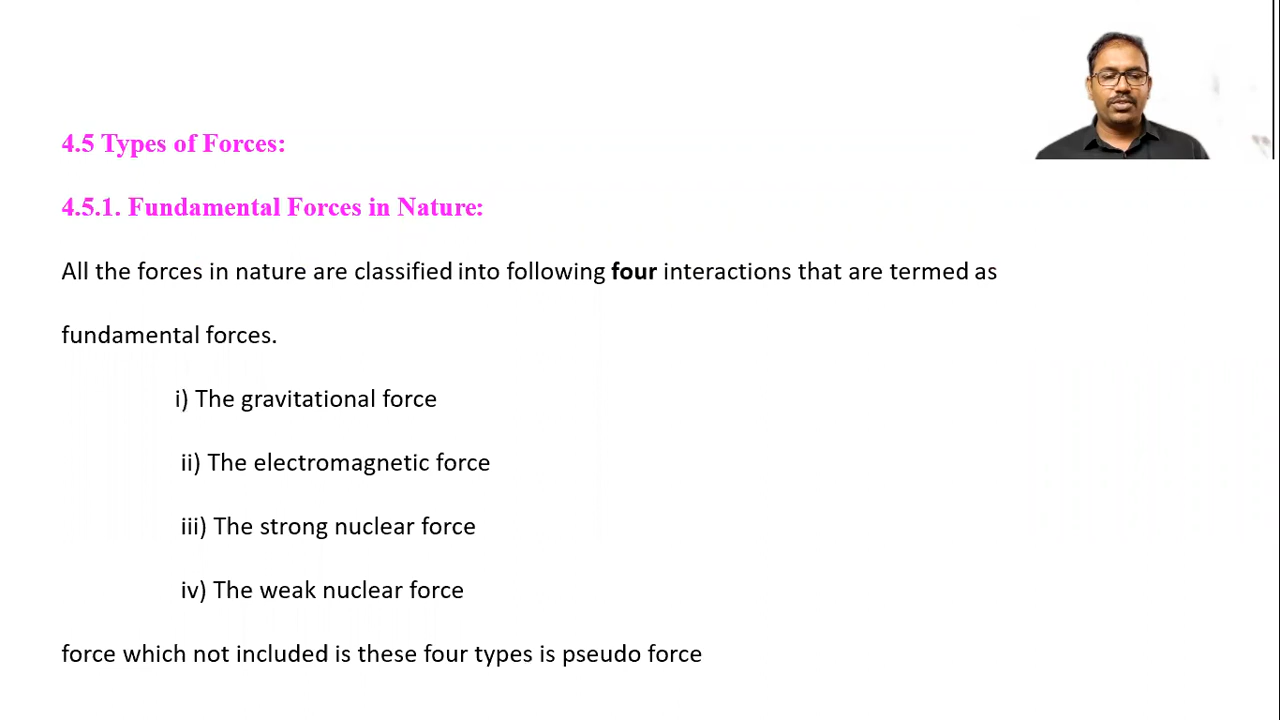 4.5 Types of Forces:
4.5.1. Fundamental Forces in Nature:
All the forces in nature are classified into following four interactions that are termed as
fundamental forces.
i) The gravitational force
ii) The electromagnetic force
iii) The strong nuclear force
iv) The weak nuclear force
force which not included is these four types is pseudo force